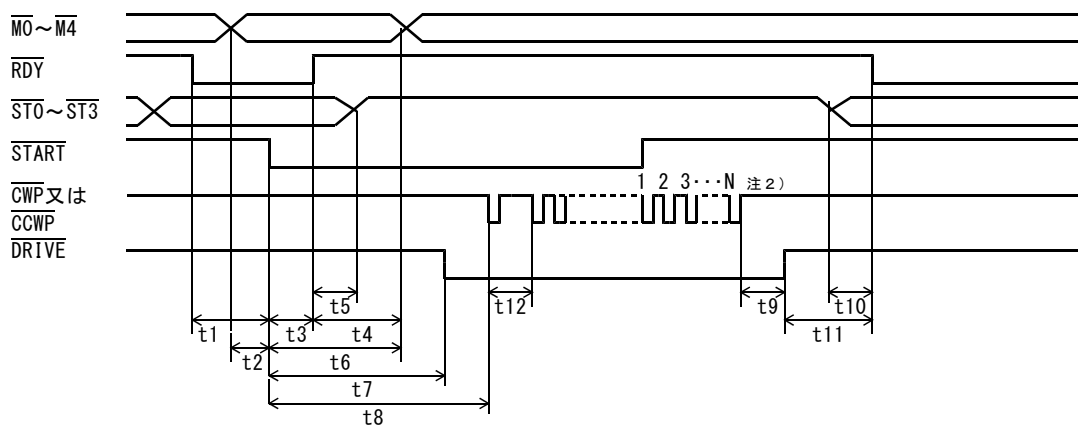 M0～M4
RDY
ST0～ST3
START
CWP又は
CCWP
DRIVE
1 2 3・・・N 注2)
t5
t12
t9
t10
t1
t3
t4
t11
t2
t6
t7
t8